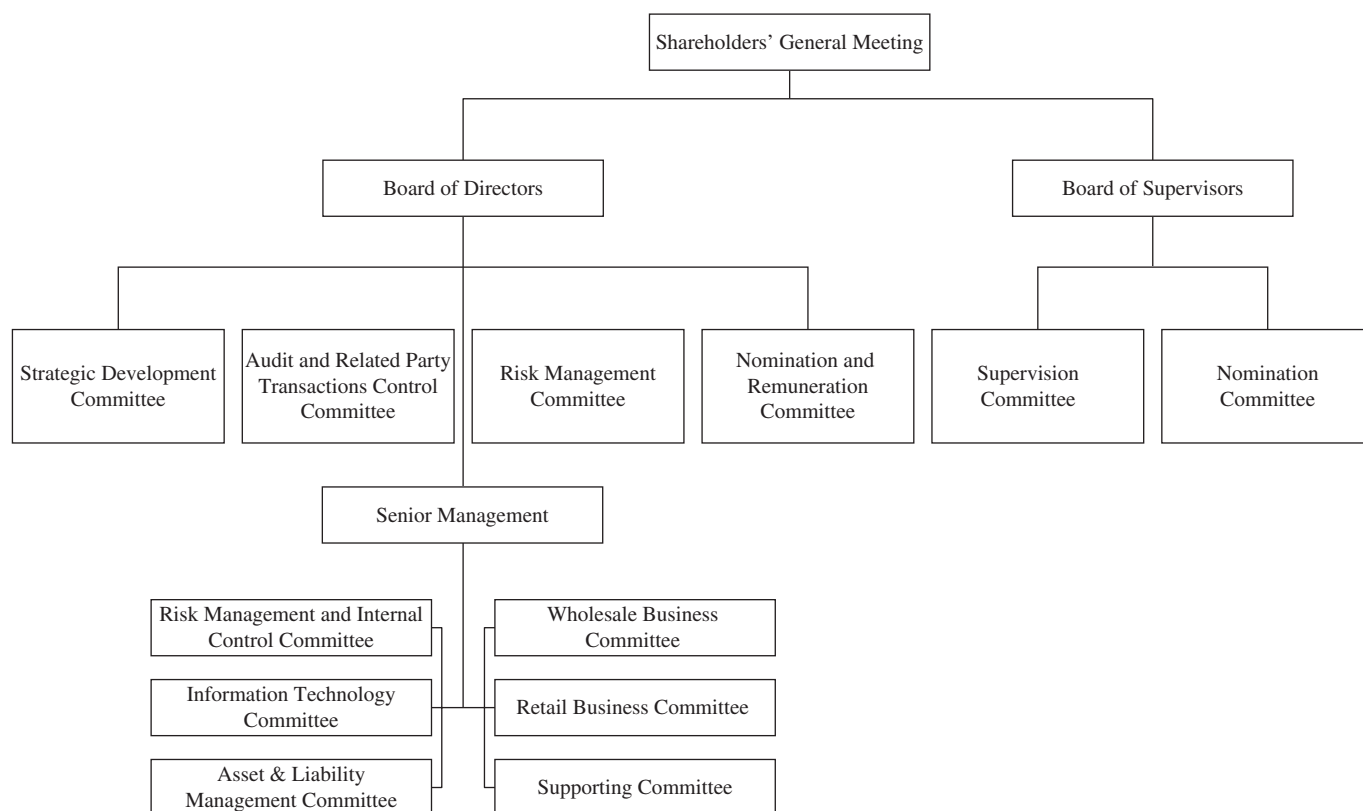 Shareholders’ General Meeting
Board of Directors
Board of Supervisors
Strategic Development
Committee
Audit and Related Party
Transactions Control
Committee
Risk Management
Committee
Nomination and
Remuneration
Committee
Supervision
Committee
Nomination
Committee
Senior Management
Risk Management and Internal
Control Committee
Wholesale Business
Committee
Information Technology
Committee
Retail Business Committee
Asset & Liability
Management Committee
Supporting Committee